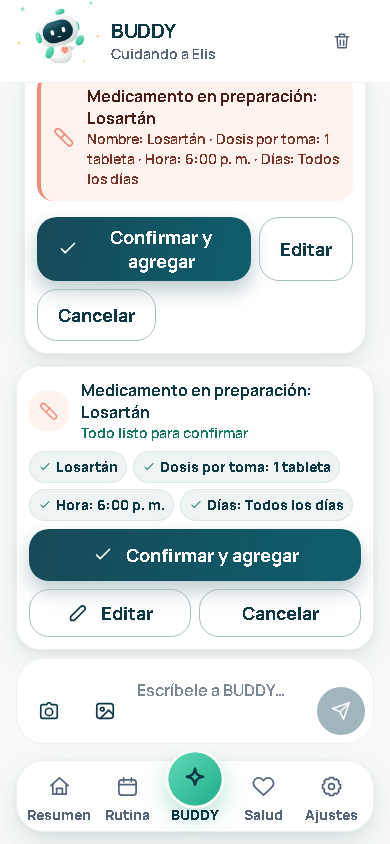 BUDDY
Cuidando a Elis
Medicamento en preparación:
Losartán
Nombre: Losartán · Dosis por toma: 1
tableta · Hora: 6:00 p. m. · Días: Todos
los días
Confirmar y
agregar
Editar
Cancelar
Medicamento en preparación:
Losartán
Todo listo para confirmar
Losartán
Dosis por toma: 1 tableta
Hora: 6:00 p. m.
Días: Todos los días
Confirmar y agregar
Editar
Cancelar
Escríbele a BUDDY...
Resumen
Rutina
BUDDY
Salud
Ajustes